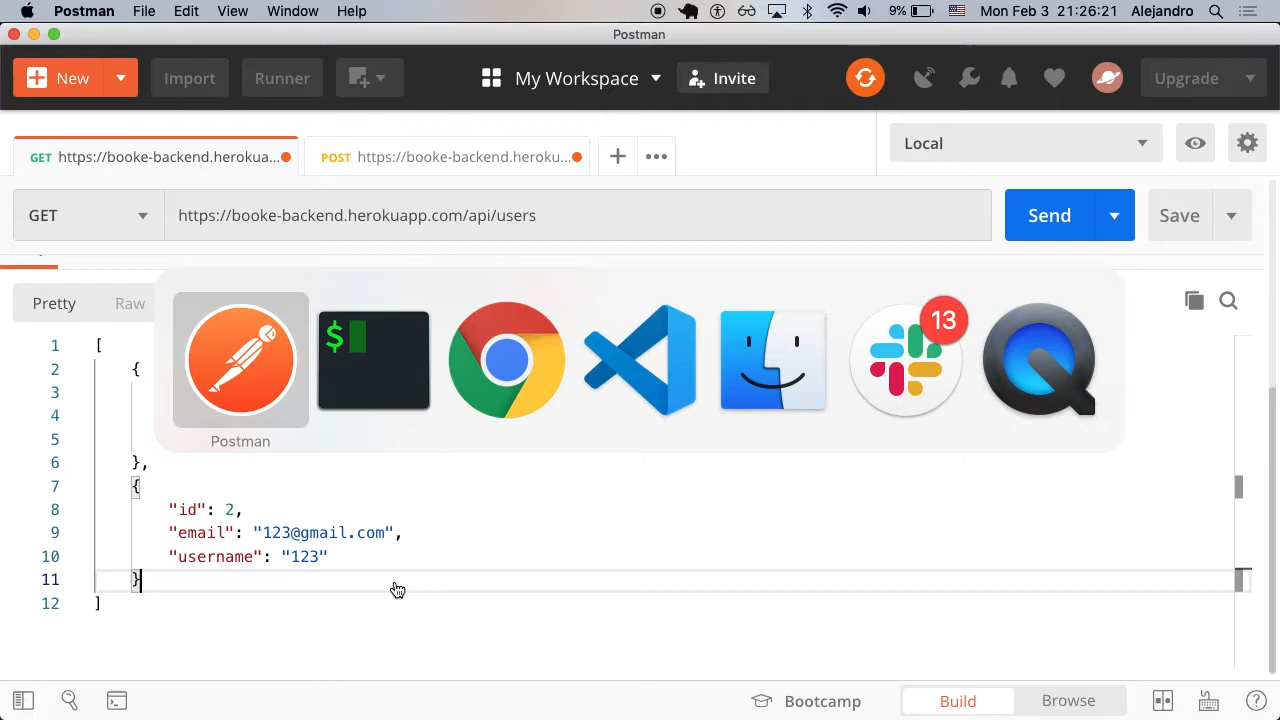 Postman File Edit View Window Help 9% Mon Feb 3 21:26:21 Alejandro
Postman
New Import Runner My Workspace Invite Upgrade
GET https://booke-backend.herokua... POST https://booke-backend.heroku... Local
GET https://booke-backend.herokuapp.com/api/users Send Save
Pretty Raw
$
13
Postman
1 [
2 {
3
4
5
6 },
7 {
8 "id": 2,
9 "email": "123@gmail.com",
10 "username": "123"
11 }
12 ]
Bootcamp Build Browse